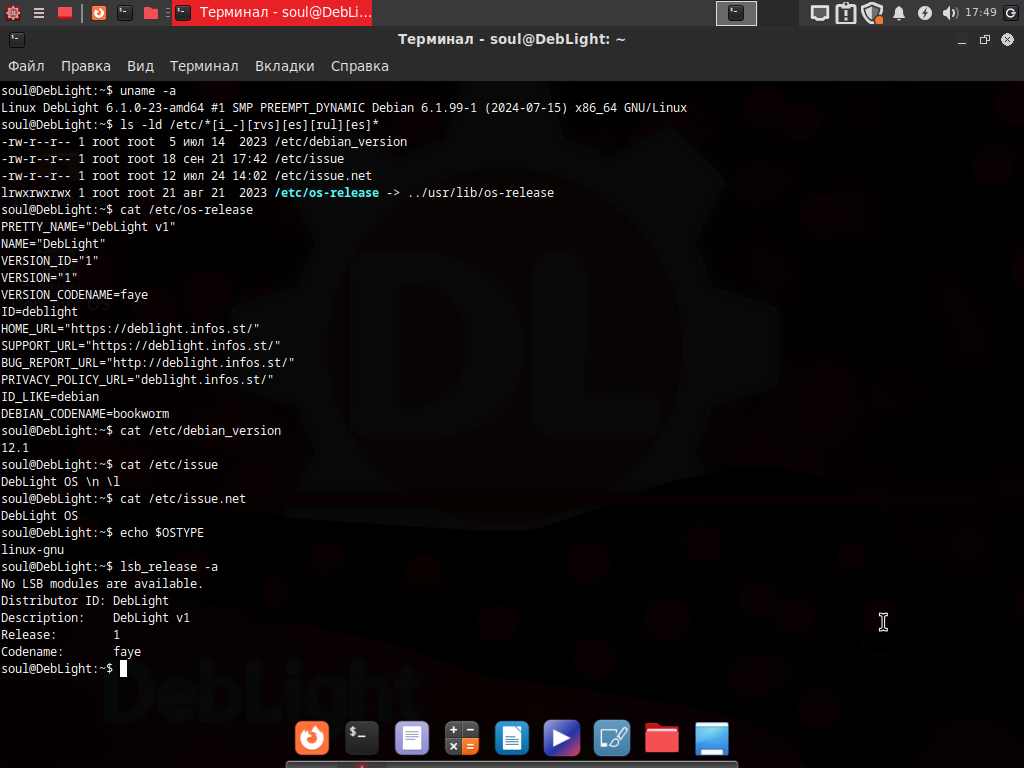 Терминал - soul@DebLi...
17:49
Терминал - soul@DebLight: ~
Файл Правка Вид Терминал Вкладки Справка
soul@DebLight:~$ uname -a
Linux DebLight 6.1.0-23-amd64 #1 SMP PREEMPT_DYNAMIC Debian 6.1.99-1 (2024-07-15) x86_64 GNU/Linux
soul@DebLight:~$ ls -ld /etc/*[i_-][rvs][es][rul][es]*
-rw-r--r-- 1 root root  5 июл 14  2023 /etc/debian_version
-rw-r--r-- 1 root root 18 сен 21 17:42 /etc/issue
-rw-r--r-- 1 root root 12 июл 24 14:02 /etc/issue.net
lrwxrwxrwx 1 root root 21 авг 21  2023 /etc/os-release -> ../usr/lib/os-release
soul@DebLight:~$ cat /etc/os-release
PRETTY_NAME="DebLight v1"
NAME="DebLight"
VERSION_ID="1"
VERSION="1"
VERSION_CODENAME=faye
ID=deblight
HOME_URL="https://deblight.infos.st/"
SUPPORT_URL="https://deblight.infos.st/"
BUG_REPORT_URL="http://deblight.infos.st/"
PRIVACY_POLICY_URL="deblight.infos.st/"
ID_LIKE=debian
DEBIAN_CODENAME=bookworm
soul@DebLight:~$ cat /etc/debian_version
12.1
soul@DebLight:~$ cat /etc/issue
DebLight OS \n \l
soul@DebLight:~$ cat /etc/issue.net
DebLight OS
soul@DebLight:~$ echo $OSTYPE
linux-gnu
soul@DebLight:~$ lsb_release -a
No LSB modules are available.
Distributor ID: DebLight
Description:    DebLight v1
Release:        1
Codename:       faye
soul@DebLight:~$
DL
DebLight